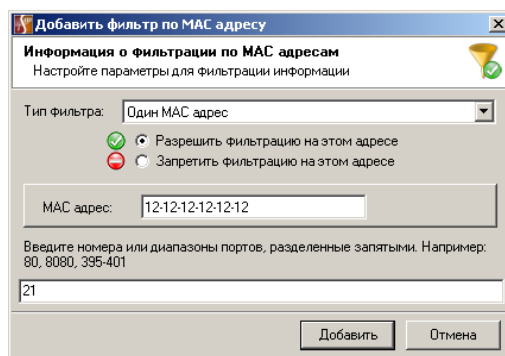 Добавить фильтр по MAC адресу
Информация о фильтрации по MAC адресам
Настройте параметры для фильтрации информации
Тип фильтра: Один MAC адрес
Разрешить фильтрацию на этом адресе
Запретить фильтрацию на этом адресе
MAC адрес: 12-12-12-12-12-12
Введите номера или диапазоны портов, разделенные запятыми. Например:
80, 8080, 395-401
21
Добавить Отмена